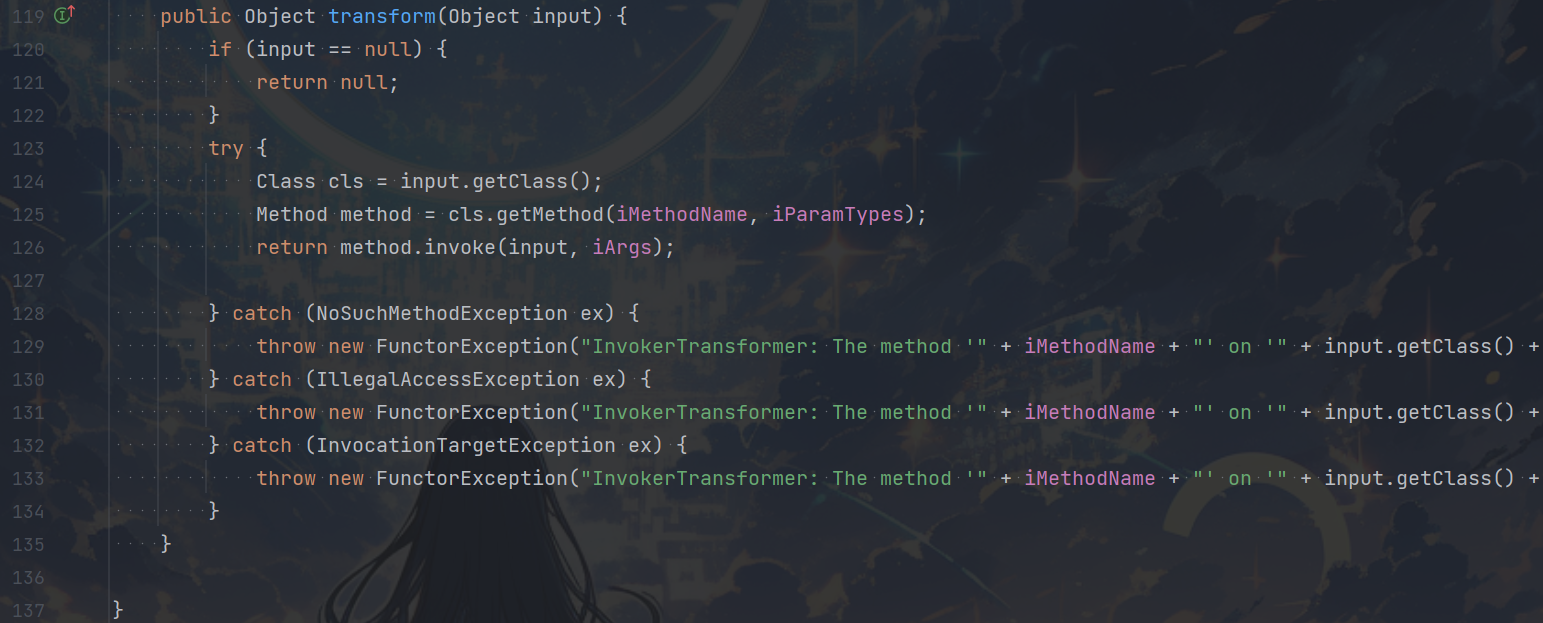 119 public Object transform(Object input) {
120 if (input == null) {
121 return null;
122 }
123 try {
124 Class cls = input.getClass();
125 Method method = cls.getMethod(iMethodName, iParamTypes);
126 return method.invoke(input, iArgs);
127
128 } catch (NoSuchMethodException ex) {
129 throw new FunctorException("InvokerTransformer: The method '" + iMethodName + "' on '" + input.getClass() +
130 } catch (IllegalAccessException ex) {
131 throw new FunctorException("InvokerTransformer: The method '" + iMethodName + "' on '" + input.getClass() +
132 } catch (InvocationTargetException ex) {
133 throw new FunctorException("InvokerTransformer: The method '" + iMethodName + "' on '" + input.getClass() +
134 }
135 }
136
137 }